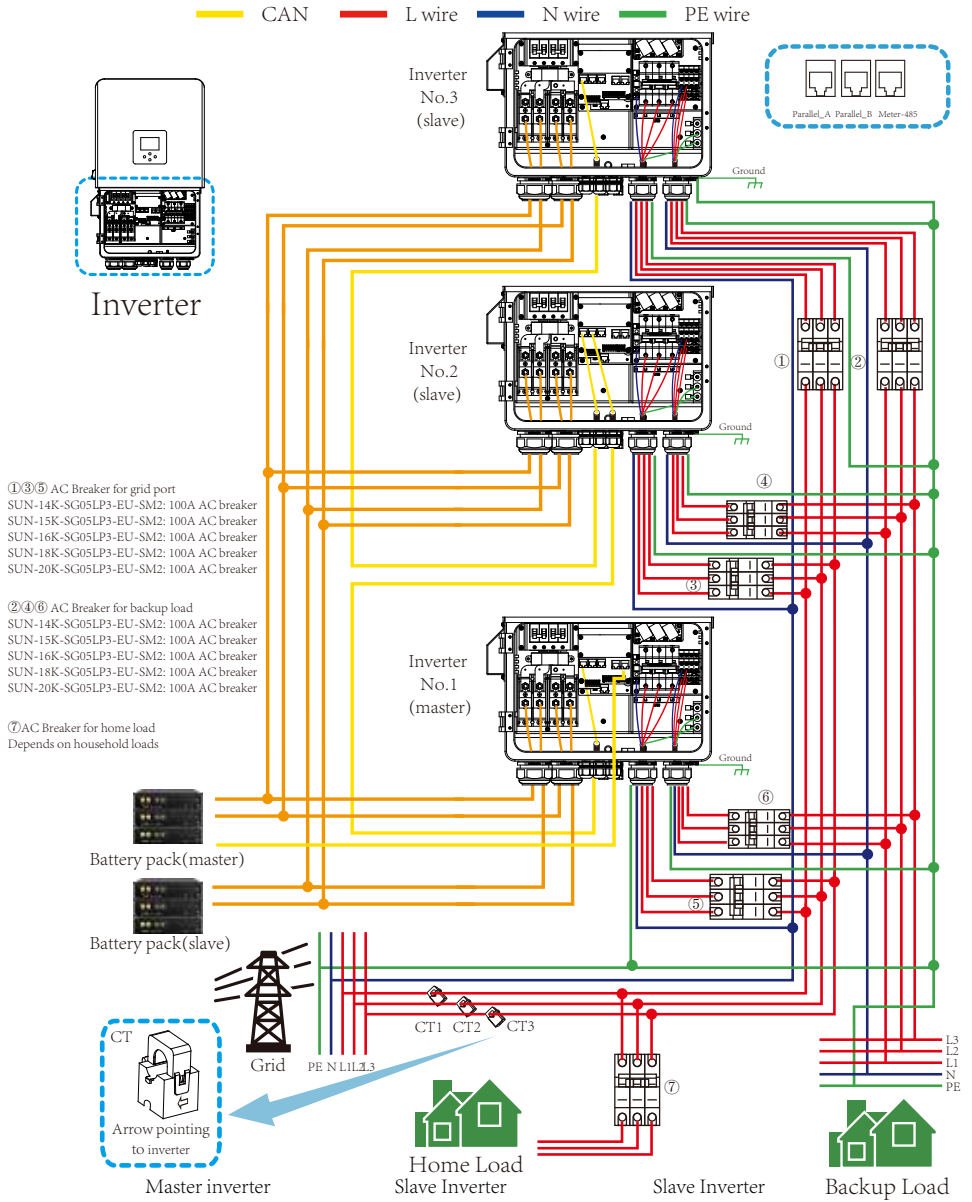 CAN L wire N wire PE wire
Inverter
No.3
(slave)
Parallel_A Parallel_B Meter-485
Ground
Inverter
Inverter
No.2
(slave)
①
②
Ground
①③⑤ AC Breaker for grid port
SUN-14K-SG05LP3-EU-SM2: 100A AC breaker
SUN-15K-SG05LP3-EU-SM2: 100A AC breaker
SUN-16K-SG05LP3-EU-SM2: 100A AC breaker
SUN-18K-SG05LP3-EU-SM2: 100A AC breaker
SUN-20K-SG05LP3-EU-SM2: 100A AC breaker
④
③
②④⑥ AC Breaker for backup load
SUN-14K-SG05LP3-EU-SM2: 100A AC breaker
SUN-15K-SG05LP3-EU-SM2: 100A AC breaker
SUN-16K-SG05LP3-EU-SM2: 100A AC breaker
SUN-18K-SG05LP3-EU-SM2: 100A AC breaker
SUN-20K-SG05LP3-EU-SM2: 100A AC breaker
Inverter
No.1
(master)
⑦AC Breaker for home load
Depends on household loads
Ground
⑥
Battery pack(master)
⑤
Battery pack(slave)
CT1 CT2 CT3
CT
Grid
PE N L1 L2 L3
⑦
L3
L2
L1
N
PE
Arrow pointing
to inverter
Home Load
Backup Load
Master inverter Slave Inverter Slave Inverter